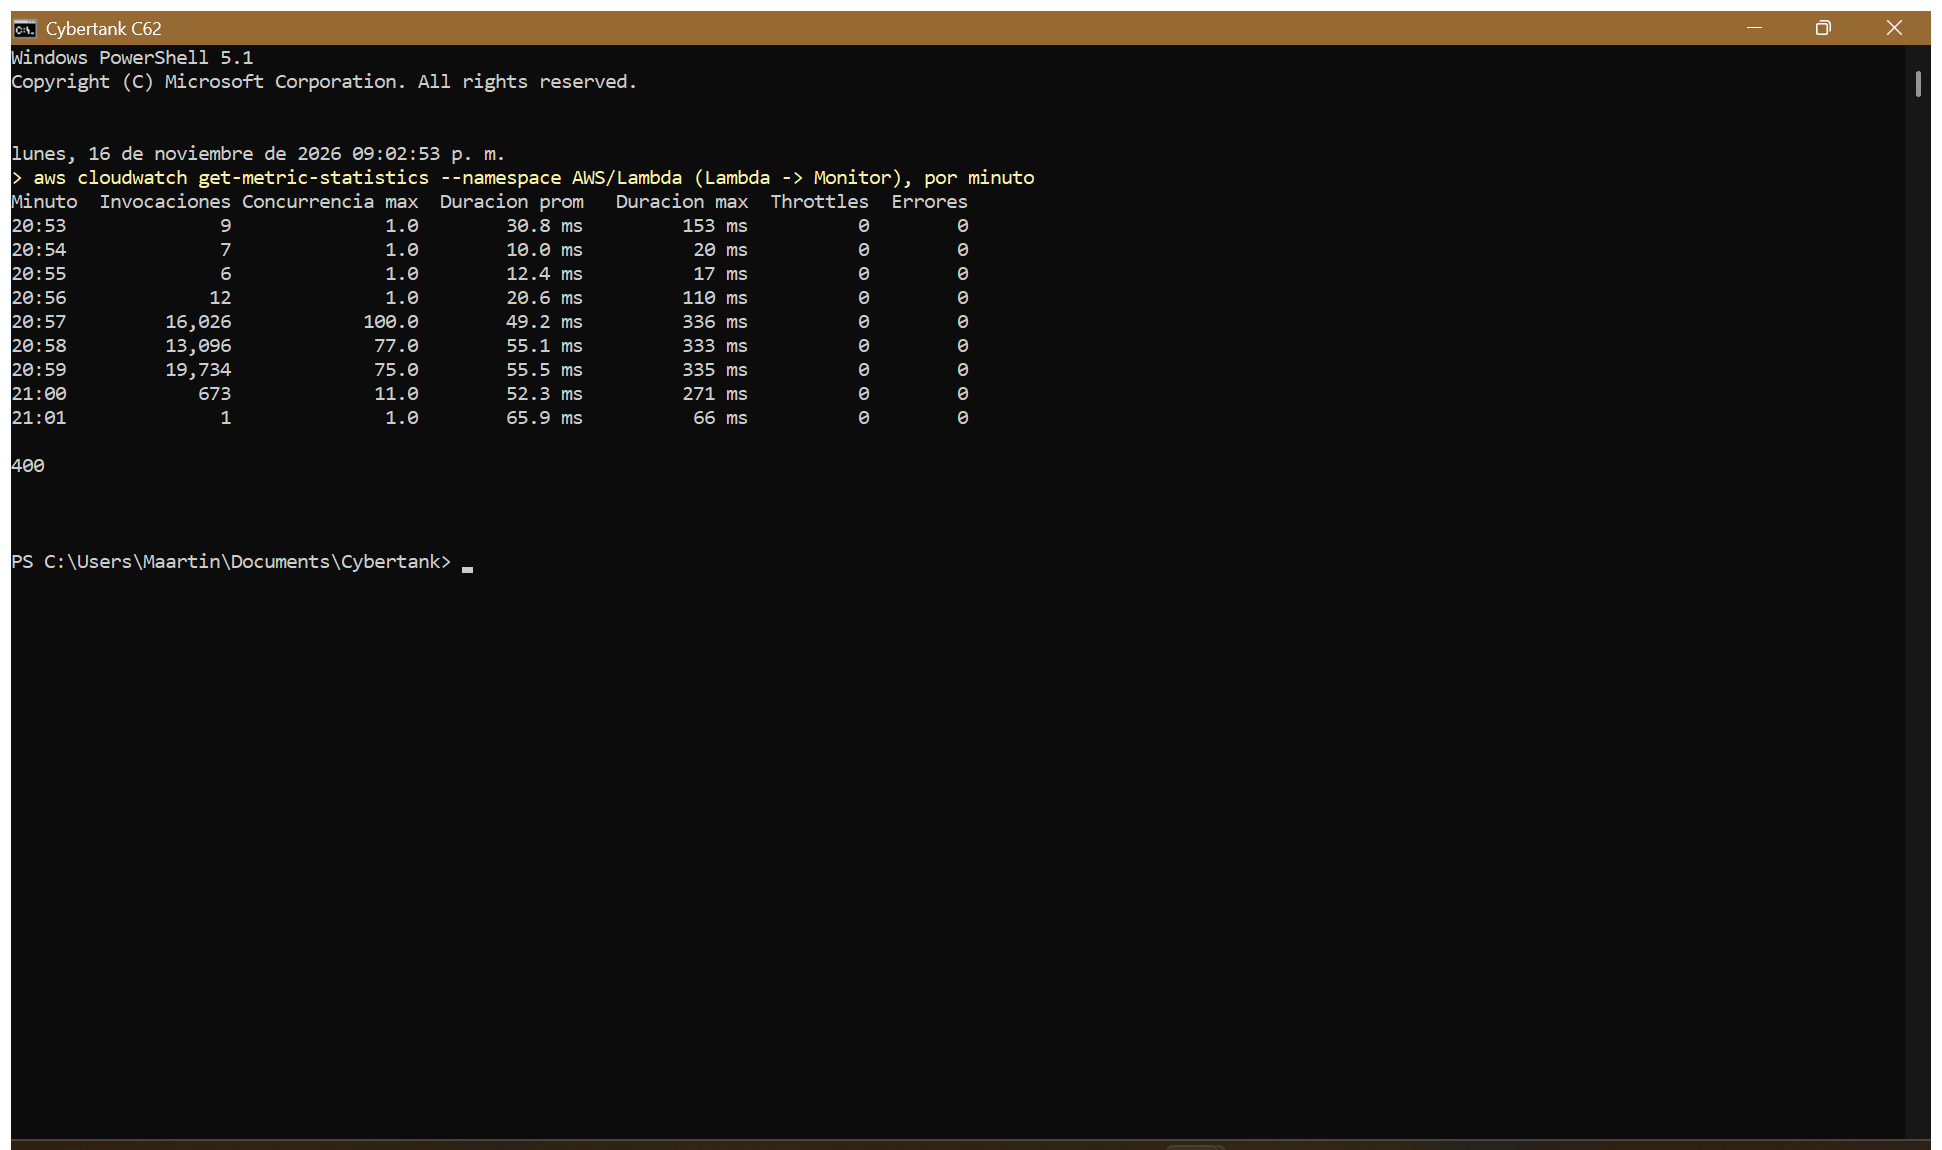 Cybertank C62
Windows PowerShell 5.1
Copyright (C) Microsoft Corporation. All rights reserved.
lunes, 16 de noviembre de 2026 09:02:53 p. m.
> aws cloudwatch get-metric-statistics --namespace AWS/Lambda (Lambda -> Monitor), por minuto
Minuto  Invocaciones Concurrencia max  Duracion prom   Duracion max  Throttles  Errores
20:53              9              1.0        30.8 ms         153 ms          0        0
20:54              7              1.0        10.0 ms          20 ms          0        0
20:55              6              1.0        12.4 ms          17 ms          0        0
20:56             12              1.0        20.6 ms         110 ms          0        0
20:57         16,026            100.0        49.2 ms         336 ms          0        0
20:58         13,096             77.0        55.1 ms         333 ms          0        0
20:59         19,734             75.0        55.5 ms         335 ms          0        0
21:00            673             11.0        52.3 ms         271 ms          0        0
21:01              1              1.0        65.9 ms          66 ms          0        0
400
PS C:\Users\Maartin\Documents\Cybertank>